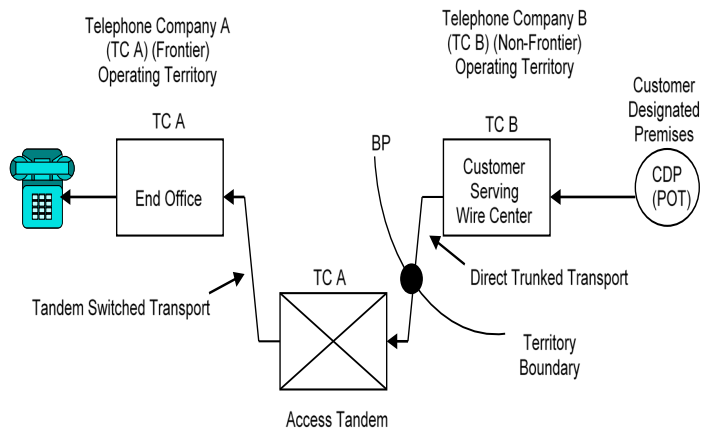 Telephone Company A
(TC A) (Frontier)
Operating Territory
Telephone Company B
(TC B) (Non-Frontier)
Operating Territory
Customer
Designated
Premises
TC A
BP
TC B
End Office
Customer
Serving
Wire Center
CDP
(POT)
TC A
Direct Trunked Transport
Tandem Switched Transport
Territory
Boundary
Access Tandem